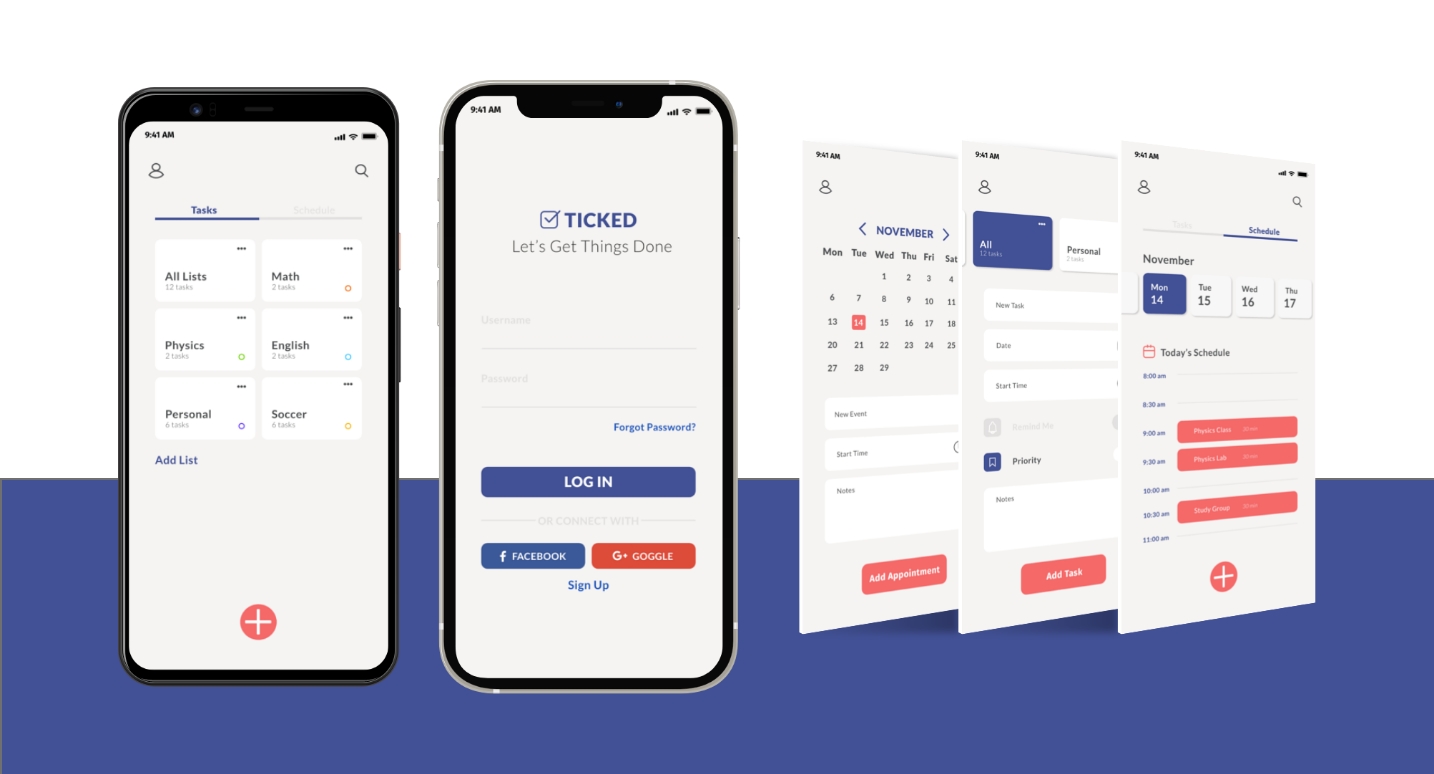 9:41 AM
Tasks
Schedule
All Lists
12 tasks
Math
2 tasks
Physics
2 tasks
English
2 tasks
Personal
6 tasks
Soccer
6 tasks
Add List
9:41 AM
TICKED
Let's Get Things Done
Username
Password
Forgot Password?
LOG IN
OR CONNECT WITH
f FACEBOOK
G+ GOGGLE
Sign Up
9:41 AM
NOVEMBER
Mon Tue Wed Thu Fri Sat
1 2 3 4
6 7 8 9 10 11
13 14 15 16 17 18
20 21 22 23 24 25
27 28 29
New Event
Start Time
Notes
Add Appointment
9:41 AM
All
12 tasks
Personal
2 tasks
New Task
Date
Start Time
Remind Me
Priority
Notes
Add Task
9:41 AM
Tasks
Schedule
November
Mon
14
Tue
15
Wed
16
Thu
17
Today's Schedule
8:00 am
8:30 am
9:00 am
Physics Class
9:30 am
Physics Lab
10:00 am
10:30 am
Study Group
11:00 am